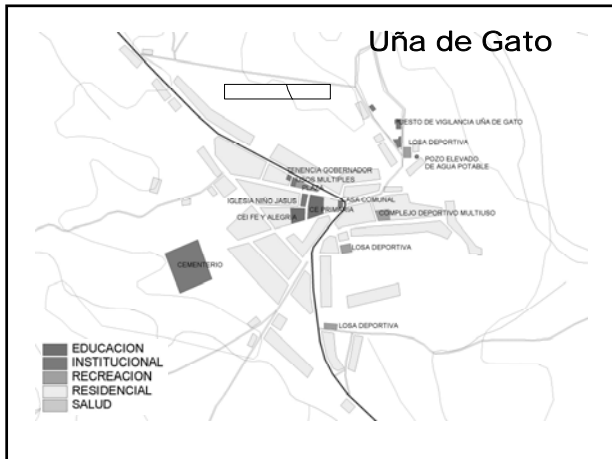 Uña de Gato
PUESTO DE VIGILANCIA UÑA DE GATO
LOSA DEPORTIVA
POZO ELEVADO
DE AGUA POTABLE
TENENCIA GOBERNADOR
USOS MULTIPLES
PLAZA
IGLESIA NIÑO JASUS
CASA COMUNAL
CE PRIMARIA
CEI FE Y ALEGRIA
COMPLEJO DEPORTIVO MULTIUSO
LOSA DEPORTIVA
CEMENTERIO
LOSA DEPORTIVA
EDUCACION
INSTITUCIONAL
RECREACION
RESIDENCIAL
SALUD